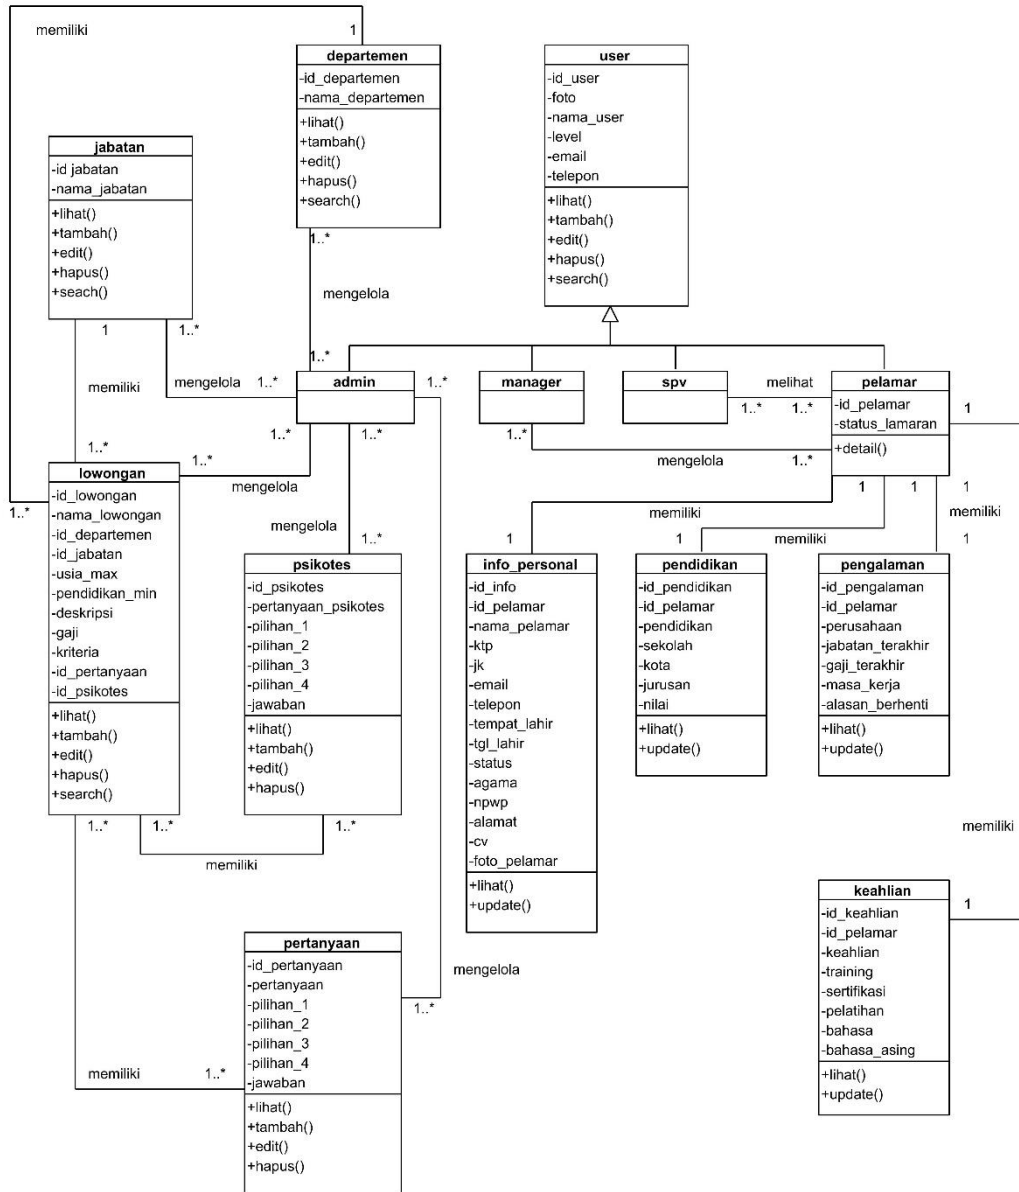 memiliki
1
departemen
-id_departemen
-nama_departemen
+lihat()
+tambah()
+edit()
+hapus()
+search()
1..*
user
-id_user
-foto
-nama_user
-level
-email
-telepon
+lihat()
+tambah()
+edit()
+hapus()
+search()
jabatan
-id jabatan
-nama_jabatan
+lihat()
+tambah()
+edit()
+hapus()
+seach()
1
1..*
mengelola
1..*
memiliki
mengelola
1..*
admin
1..*
manager
spv
melihat
1..*
1..*
pelamar
-id_pelamar
-status_lamaran
+detail()
1
1..*
1..*
1..*
1..*
mengelola
1..*
1..*
mengelola
1..*
lowongan
-id_lowongan
-nama_lowongan
-id_departemen
-id_jabatan
-usia_max
-pendidikan_min
-deskripsi
-gaji
-kriteria
-id_pertanyaan
-id_psikotes
+lihat()
+tambah()
+edit()
+hapus()
+search()
1..*
mengelola
1..*
psikotes
-id_psikotes
-pertanyaan_psikotes
-pilihan_1
-pilihan_2
-pilihan_3
-pilihan_4
-jawaban
+lihat()
+tambah()
+edit()
+hapus()
1
1
1
memiliki
memiliki
memiliki
1
1
1
info_personal
-id_info
-id_pelamar
-nama_pelamar
-ktp
-jk
-email
-telepon
-tempat_lahir
-tgl_lahir
-status
-agama
-npwp
-alamat
-cv
-foto_pelamar
+lihat()
+update()
pendidikan
-id_pendidikan
-id_pelamar
-pendidikan
-sekolah
-kota
-jurusan
-nilai
+lihat()
+update()
pengalaman
-id_pengalaman
-id_pelamar
-perusahaan
-jabatan_terakhir
-gaji_terakhir
-masa_kerja
-alasan_berhenti
+lihat()
+update()
1..*
1..*
1..*
memiliki
memiliki
keahlian
-id_keahlian
-id_pelamar
-keahlian
-training
-sertifikasi
-pelatihan
-bahasa
-bahasa_asing
+lihat()
+update()
1
pertanyaan
-id_pertanyaan
-pertanyaan
-pilihan_1
-pilihan_2
-pilihan_3
-pilihan_4
-jawaban
+lihat()
+tambah()
+edit()
+hapus()
mengelola
1..*
memiliki
1..*